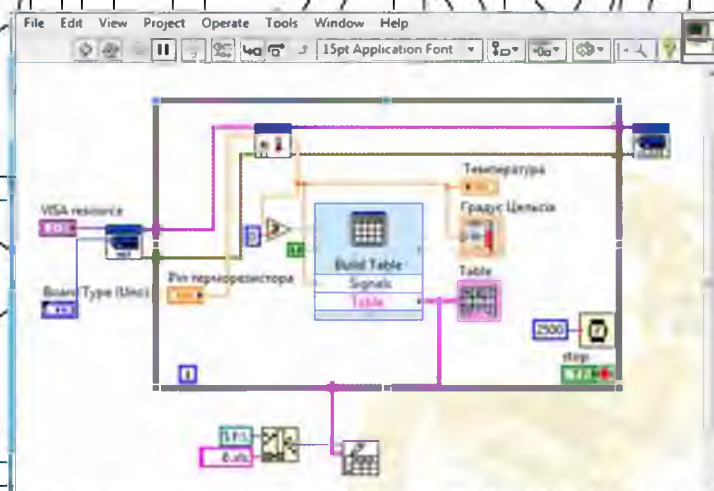 File Edit View Project Operate Tools Window Help
15pt Application Font
Температура
VISA resource
Градус Цельсія
Build Table
Board Type (Uno)
Pin терморезистора
Table
Signals
Table
2500
stop
i